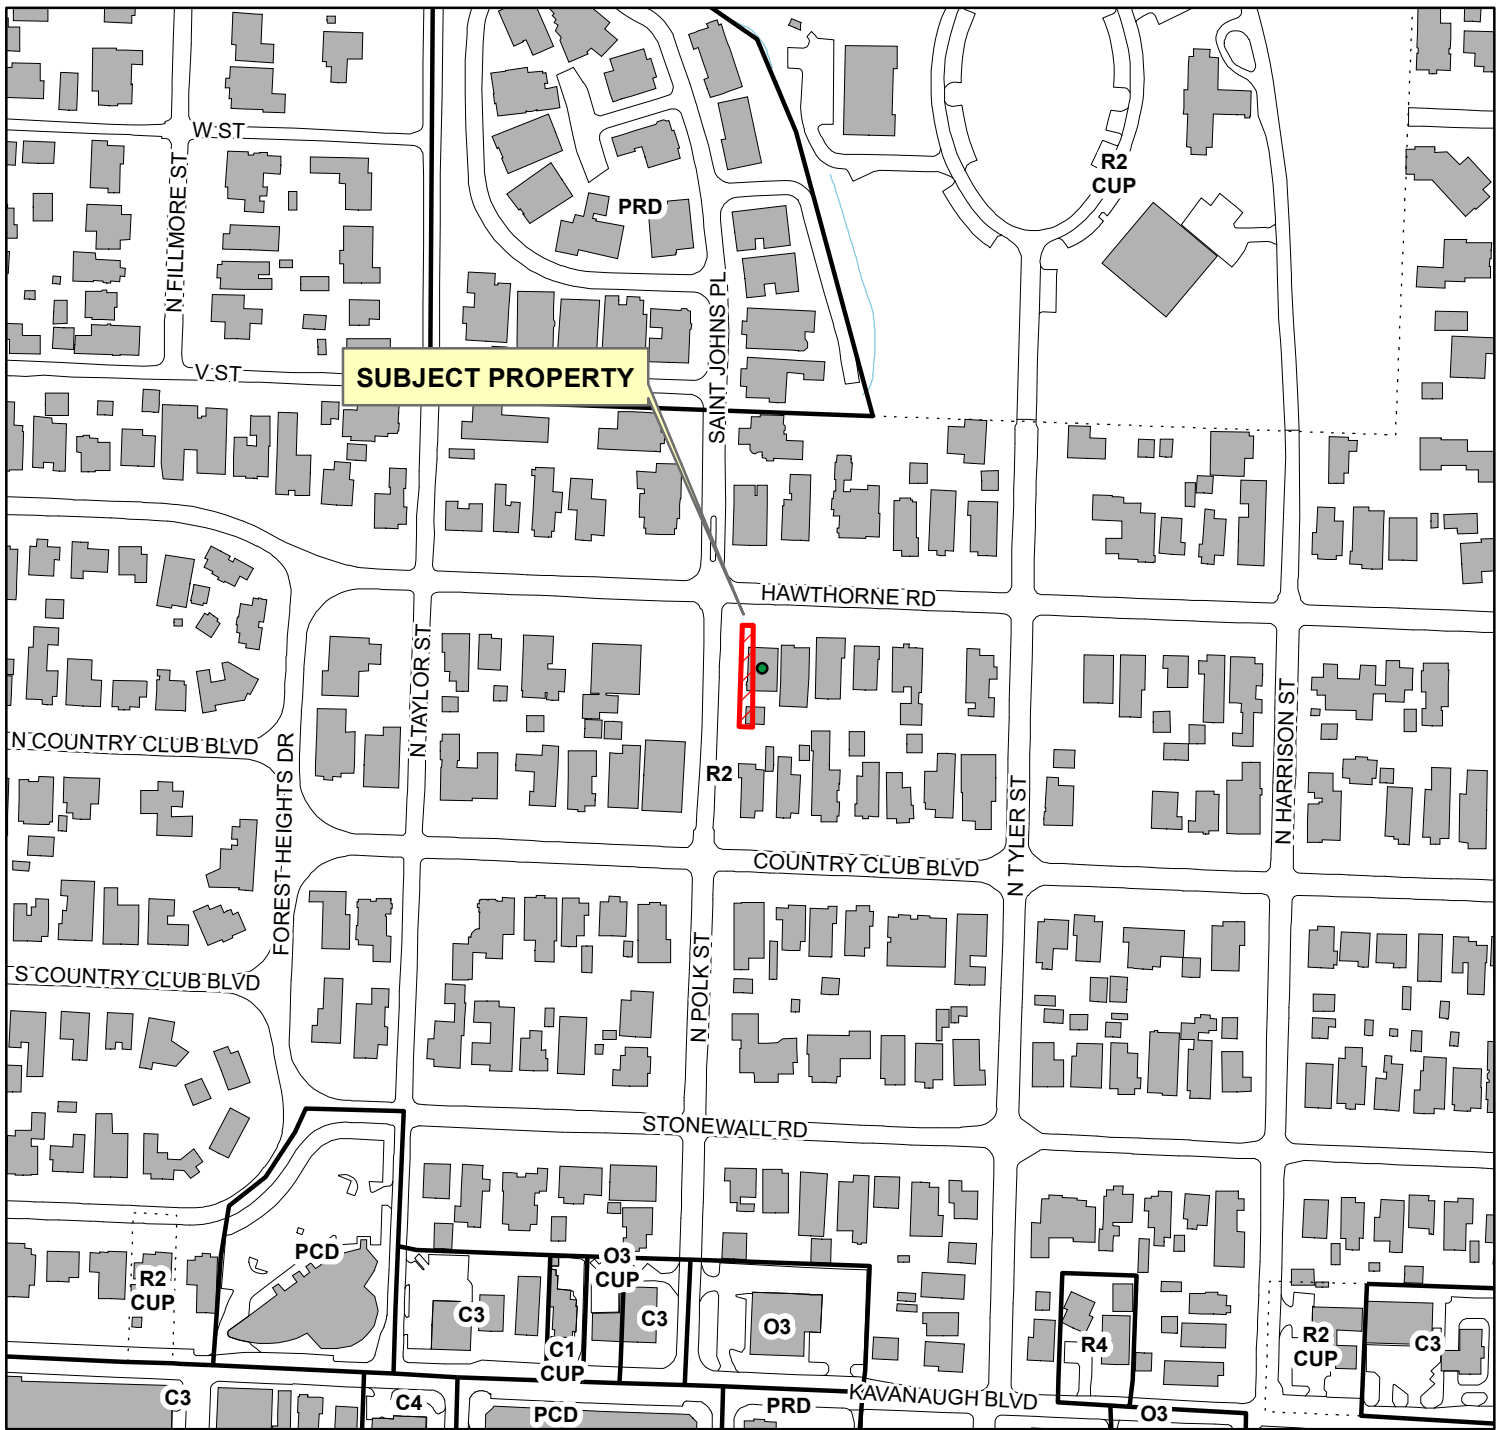 W ST
N FILLMORE ST
R2
CUP
PRD
SAINT JOHNS PL
V ST
SUBJECT PROPERTY
HAWTHORNE RD
N TAYLOR ST
N COUNTRY CLUB BLVD
FOREST HEIGHTS DR
R2
N TYLER ST
N HARRISON ST
COUNTRY CLUB BLVD
S COUNTRY CLUB BLVD
N POLK ST
STONEWALL RD
PCD
R2
CUP
O3
CUP
C3
C1
CUP
C3
O3
R4
R2
CUP
C3
KAVANAUGH BLVD
C3
C4
PCD
PRD
O3